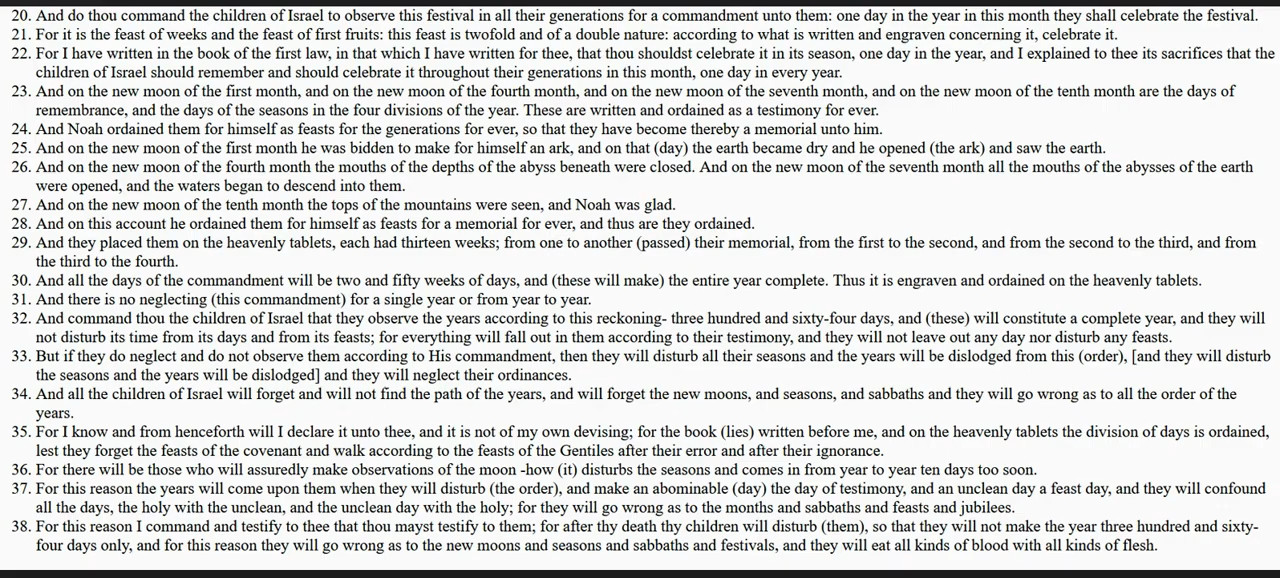 20. And do thou command the children of Israel to observe this festival in all their generations for a commandment unto them: one day in the year in this month they shall celebrate the festival.
21. For it is the feast of weeks and the feast of first fruits: this feast is twofold and of a double nature: according to what is written and engraven concerning it, celebrate it.
22. For I have written in the book of the first law, in that which I have written for thee, that thou shouldst celebrate it in its season, one day in the year, and I explained to thee its sacrifices that the
children of Israel should remember and should celebrate it throughout their generations in this month, one day in every year.
23. And on the new moon of the first month, and on the new moon of the fourth month, and on the new moon of the seventh month, and on the new moon of the tenth month are the days of
remembrance, and the days of the seasons in the four divisions of the year. These are written and ordained as a testimony for ever.
24. And Noah ordained them for himself as feasts for the generations for ever, so that they have become thereby a memorial unto him.
25. And on the new moon of the first month he was bidden to make for himself an ark, and on that (day) the earth became dry and he opened (the ark) and saw the earth.
26. And on the new moon of the fourth month the mouths of the depths of the abyss beneath were closed. And on the new moon of the seventh month all the mouths of the abysses of the earth
were opened, and the waters began to descend into them.
27. And on the new moon of the tenth month the tops of the mountains were seen, and Noah was glad.
28. And on this account he ordained them for himself as feasts for a memorial for ever, and thus are they ordained.
29. And they placed them on the heavenly tablets, each had thirteen weeks; from one to another (passed) their memorial, from the first to the second, and from the second to the third, and from
the third to the fourth.
30. And all the days of the commandment will be two and fifty weeks of days, and (these will make) the entire year complete. Thus it is engraven and ordained on the heavenly tablets.
31. And there is no neglecting (this commandment) for a single year or from year to year.
32. And command thou the children of Israel that they observe the years according to this reckoning- three hundred and sixty-four days, and (these) will constitute a complete year, and they will
not disturb its time from its days and from its feasts; for everything will fall out in them according to their testimony, and they will not leave out any day nor disturb any feasts.
33. But if they do neglect and do not observe them according to His commandment, then they will disturb all their seasons and the years will be dislodged from this (order), [and they will disturb
the seasons and the years will be dislodged] and they will neglect their ordinances.
34. And all the children of Israel will forget and will not find the path of the years, and will forget the new moons, and seasons, and sabbaths and they will go wrong as to all the order of the
years.
35. For I know and from henceforth will I declare it unto thee, and it is not of my own devising; for the book (lies) written before me, and on the heavenly tablets the division of days is ordained,
lest they forget the feasts of the covenant and walk according to the feasts of the Gentiles after their error and after their ignorance.
36. For there will be those who will assuredly make observations of the moon -how (it) disturbs the seasons and comes in from year to year ten days too soon.
37. For this reason the years will come upon them when they will disturb (the order), and make an abominable (day) the day of testimony, and an unclean day a feast day, and they will confound
all the days, the holy with the unclean, and the unclean day with the holy; for they will go wrong as to the months and sabbaths and feasts and jubilees.
38. For this reason I command and testify to thee that thou mayst testify to them; for after thy death thy children will disturb (them), so that they will not make the year three hundred and sixty-
four days only, and for this reason they will go wrong as to the new moons and seasons and sabbaths and festivals, and they will eat all kinds of blood with all kinds of flesh.